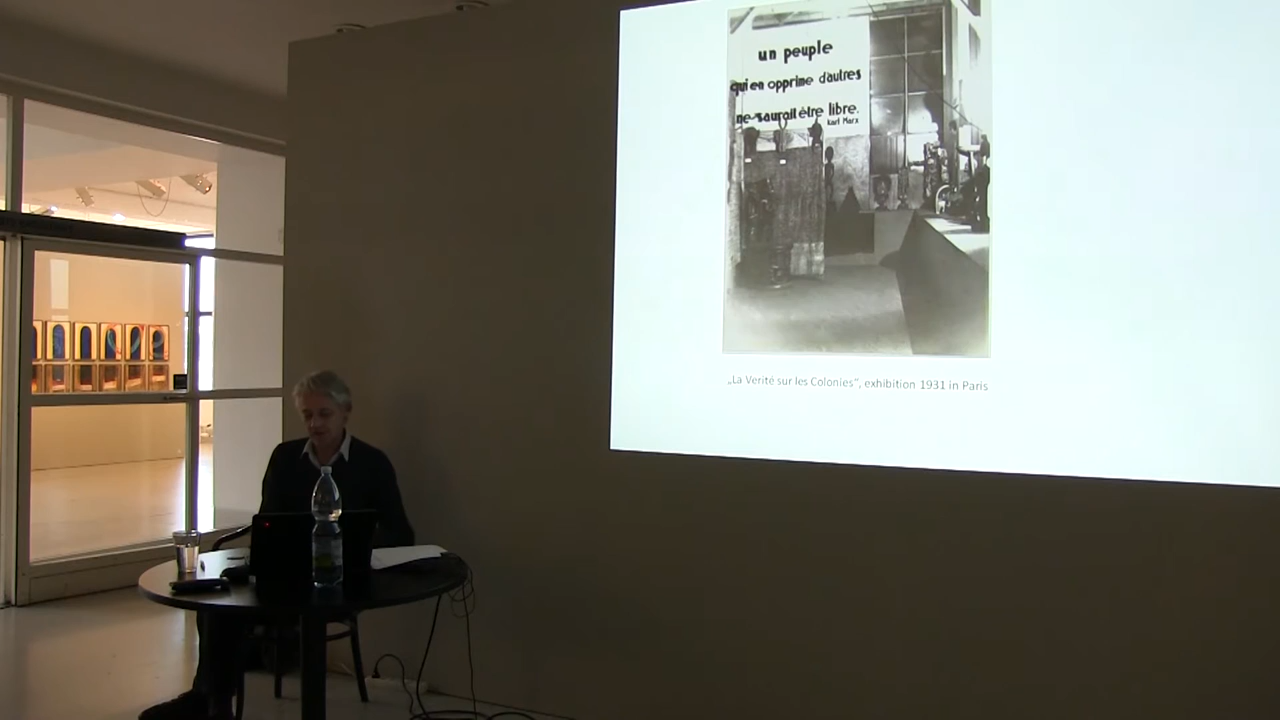 un peuple
qui en opprime d'autres
ne saurait être libre.
Karl Marx
„La Verité sur les Colonies”, exhibition 1931 in Paris